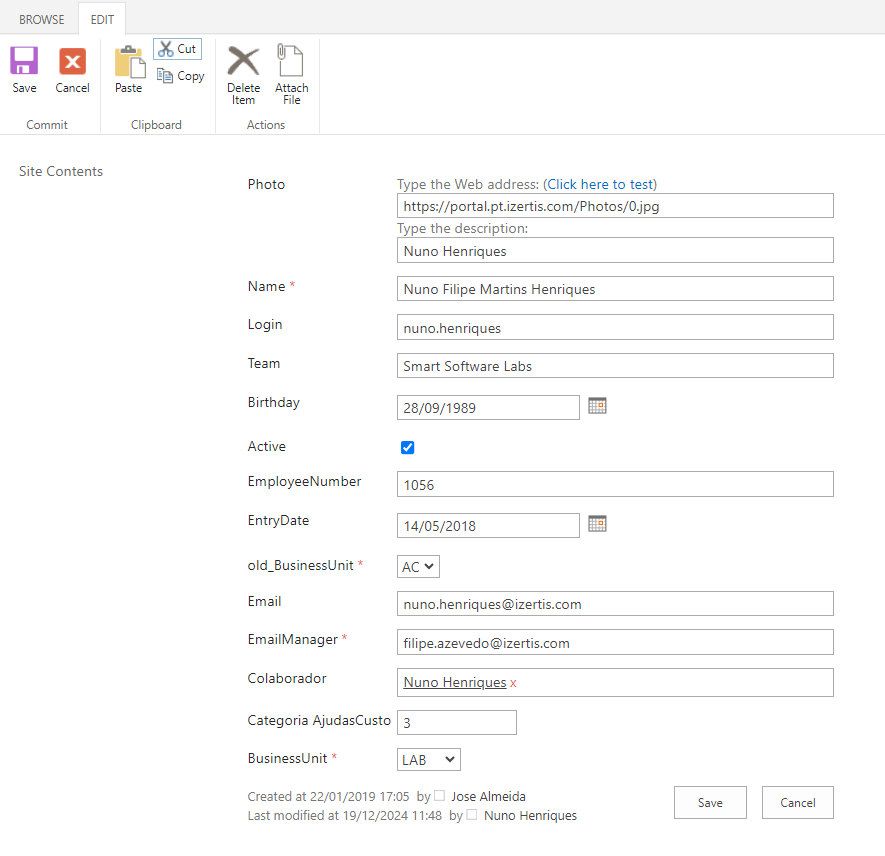 BROWSE EDIT
Save Cancel Paste Cut Copy Delete Item Attach File
Commit Clipboard Actions
Site Contents
Photo Type the Web address: (Click here to test)
https://portal.pt.izertis.com/Photos/0.jpg
Type the description:
Nuno Henriques
Name * Nuno Filipe Martins Henriques
Login nuno.henriques
Team Smart Software Labs
Birthday 28/09/1989
Active
EmployeeNumber 1056
EntryDate 14/05/2018
old_BusinessUnit * AC
Email nuno.henriques@izertis.com
EmailManager * filipe.azevedo@izertis.com
Colaborador Nuno Henriques x
Categoria AjudasCusto 3
BusinessUnit * LAB
Created at 22/01/2019 17:05 by Jose Almeida
Last modified at 19/12/2024 11:48 by Nuno Henriques
Save Cancel